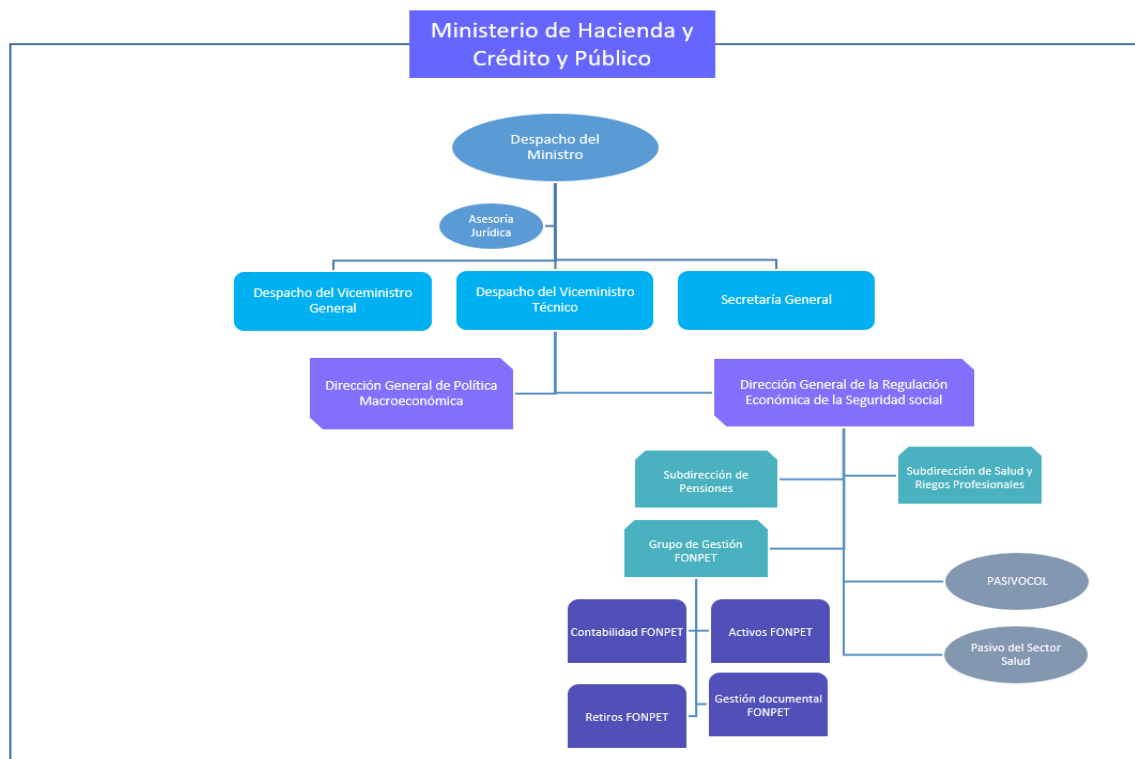 Ministerio de Hacienda y
Crédito y Público
Despacho del
Ministro
Asesoría
Jurídica
Despacho del Viceministro
General
Despacho del Viceministro
Técnico
Secretaría General
Dirección General de Política
Macroeconómica
Dirección General de la Regulación
Económica de la Seguridad social
Subdirección de
Pensiones
Subdirección de Salud y
Riegos Profesionales
Grupo de Gestión
FONPET
PASIVOCOL
Contabilidad FONPET
Activos FONPET
Pasivo del Sector
Salud
Retiros FONPET
Gestión documental
FONPET